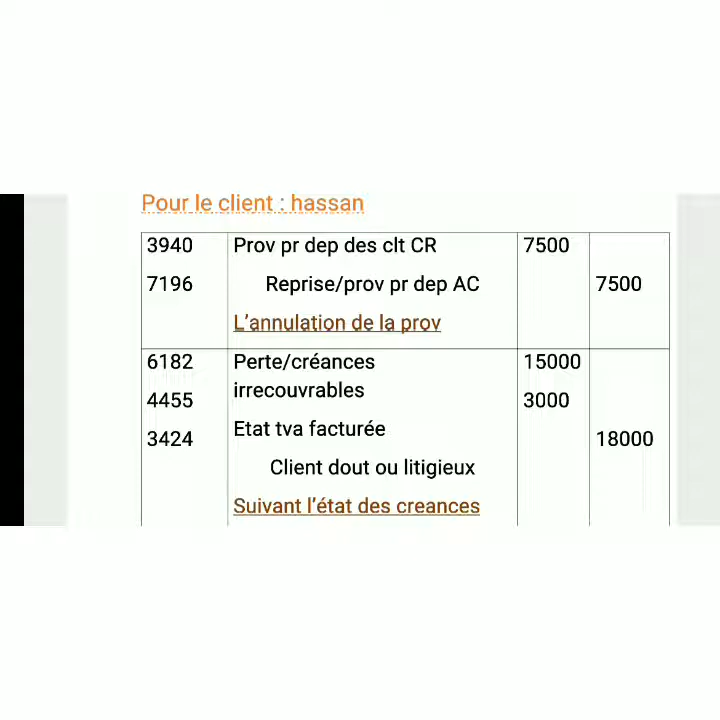 Pour le client : hassan
3940 Prov pr dep des clt CR 7500
7196 Reprise/prov pr dep AC 7500
L'annulation de la prov
6182 Perte/créances 15000
irrecouvrables
4455 3000
Etat tva facturée
3424 18000
Client dout ou litigieux
Suivant l'état des creances